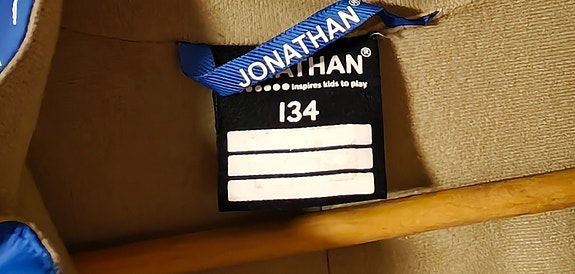 JONATHAN®
JONATHAN®
Inspires kids to play
134